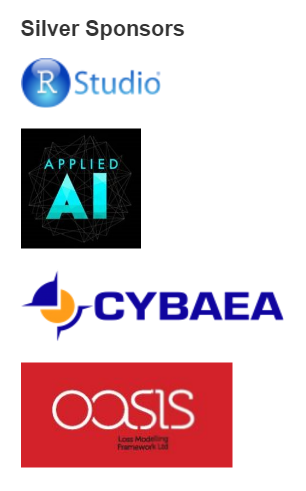 Silver Sponsors
R Studio®
APPLIED
AI
CYBAEA
OASIS
Loss Modelling
Framework Ltd